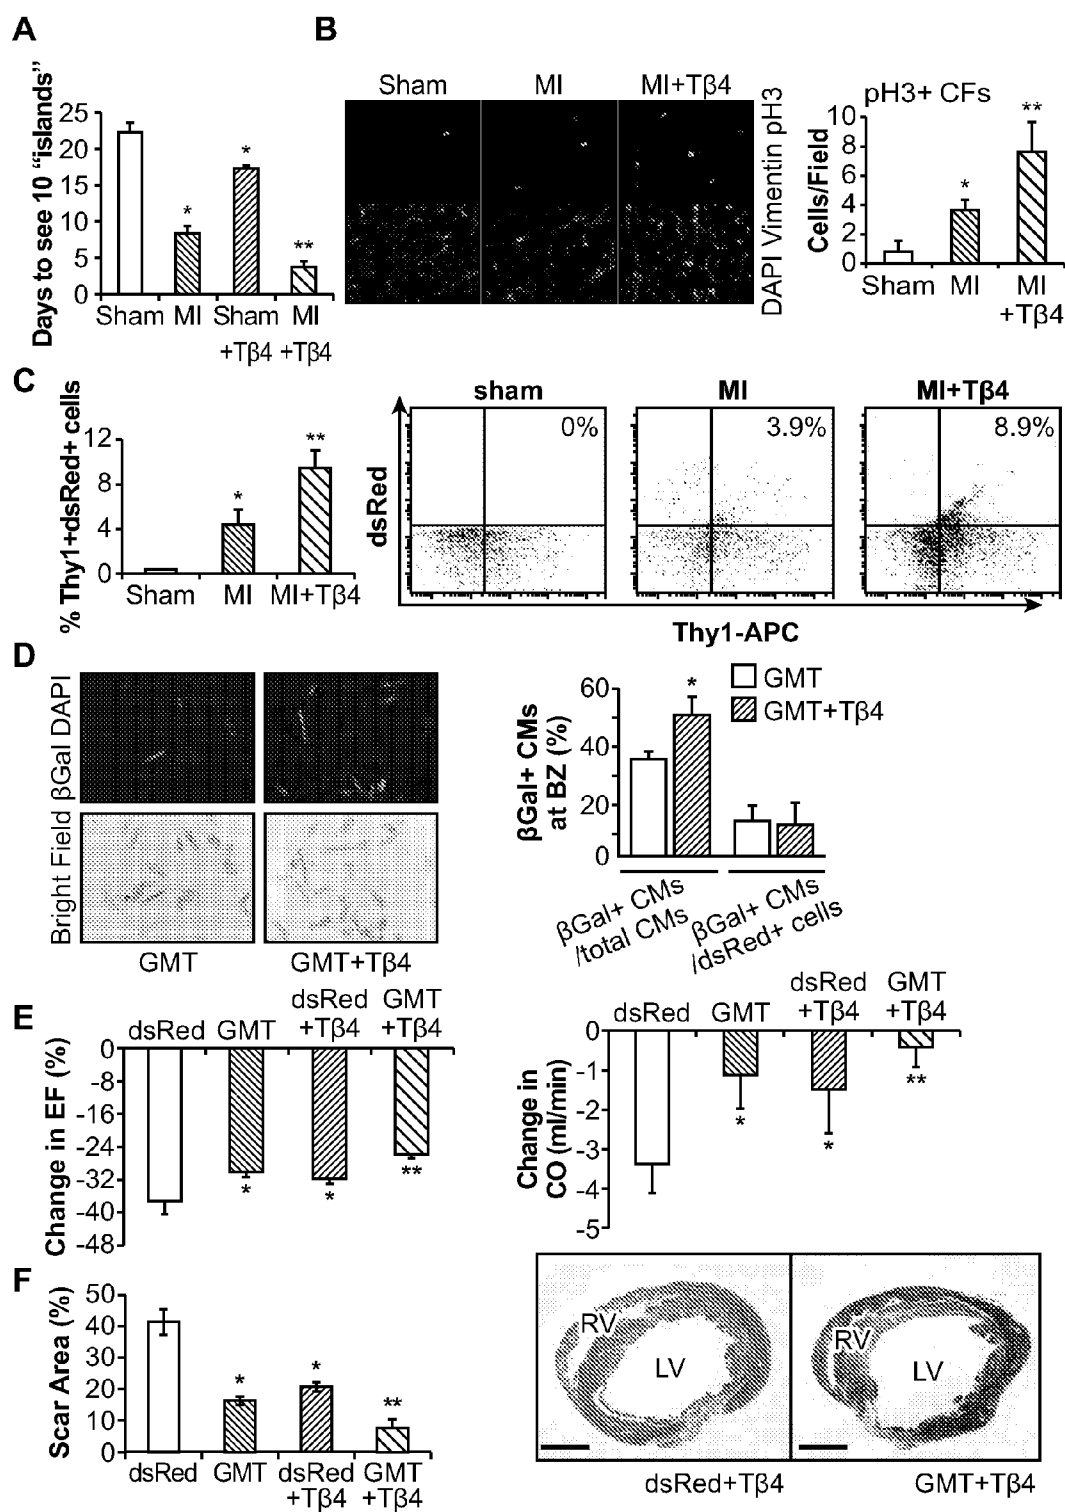 A
Days to see 10 “islands”
25
20
15
10
5
0
*
*
**
Sham MI Sham MI
+Tβ4 +Tβ4
B
Sham MI MI+Tβ4
DAPI Vimentin pH3
pH3+ CFs
Cells/Field
10
8
6
4
2
0
*
**
Sham MI MI
+Tβ4
C
% Thy1+dsRed+ cells
12
8
4
0
*
**
Sham MI MI+Tβ4
sham MI MI+Tβ4
0% 3.9% 8.9%
dsRed
Thy1-APC
D
βGal DAPI
Bright Field
GMT GMT+Tβ4
βGal+ CMs
at BZ (%)
60
40
20
0
*
GMT
GMT+Tβ4
βGal+ CMs
/total CMs
βGal+ CMs
/dsRed+ cells
E
Change in EF (%)
dsRed GMT dsRed GMT
+Tβ4 +Tβ4
0
-8
-16
-24
-32
-40
-48
*
*
**
Change in
CO (ml/min)
dsRed GMT dsRed GMT
+Tβ4 +Tβ4
0
-1
-2
-3
-4
-5
*
*
**
F
Scar Area (%)
50
40
30
20
10
0
*
*
**
dsRed GMT dsRed GMT
+Tβ4 +Tβ4
RV
LV
RV
LV
dsRed+Tβ4 GMT+Tβ4